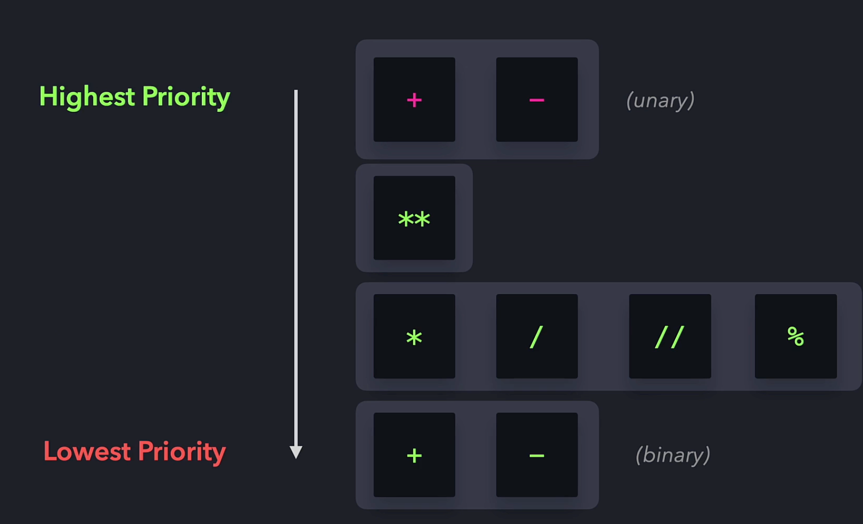 Highest Priority + − (unary)
**
* / // %
Lowest Priority + − (binary)